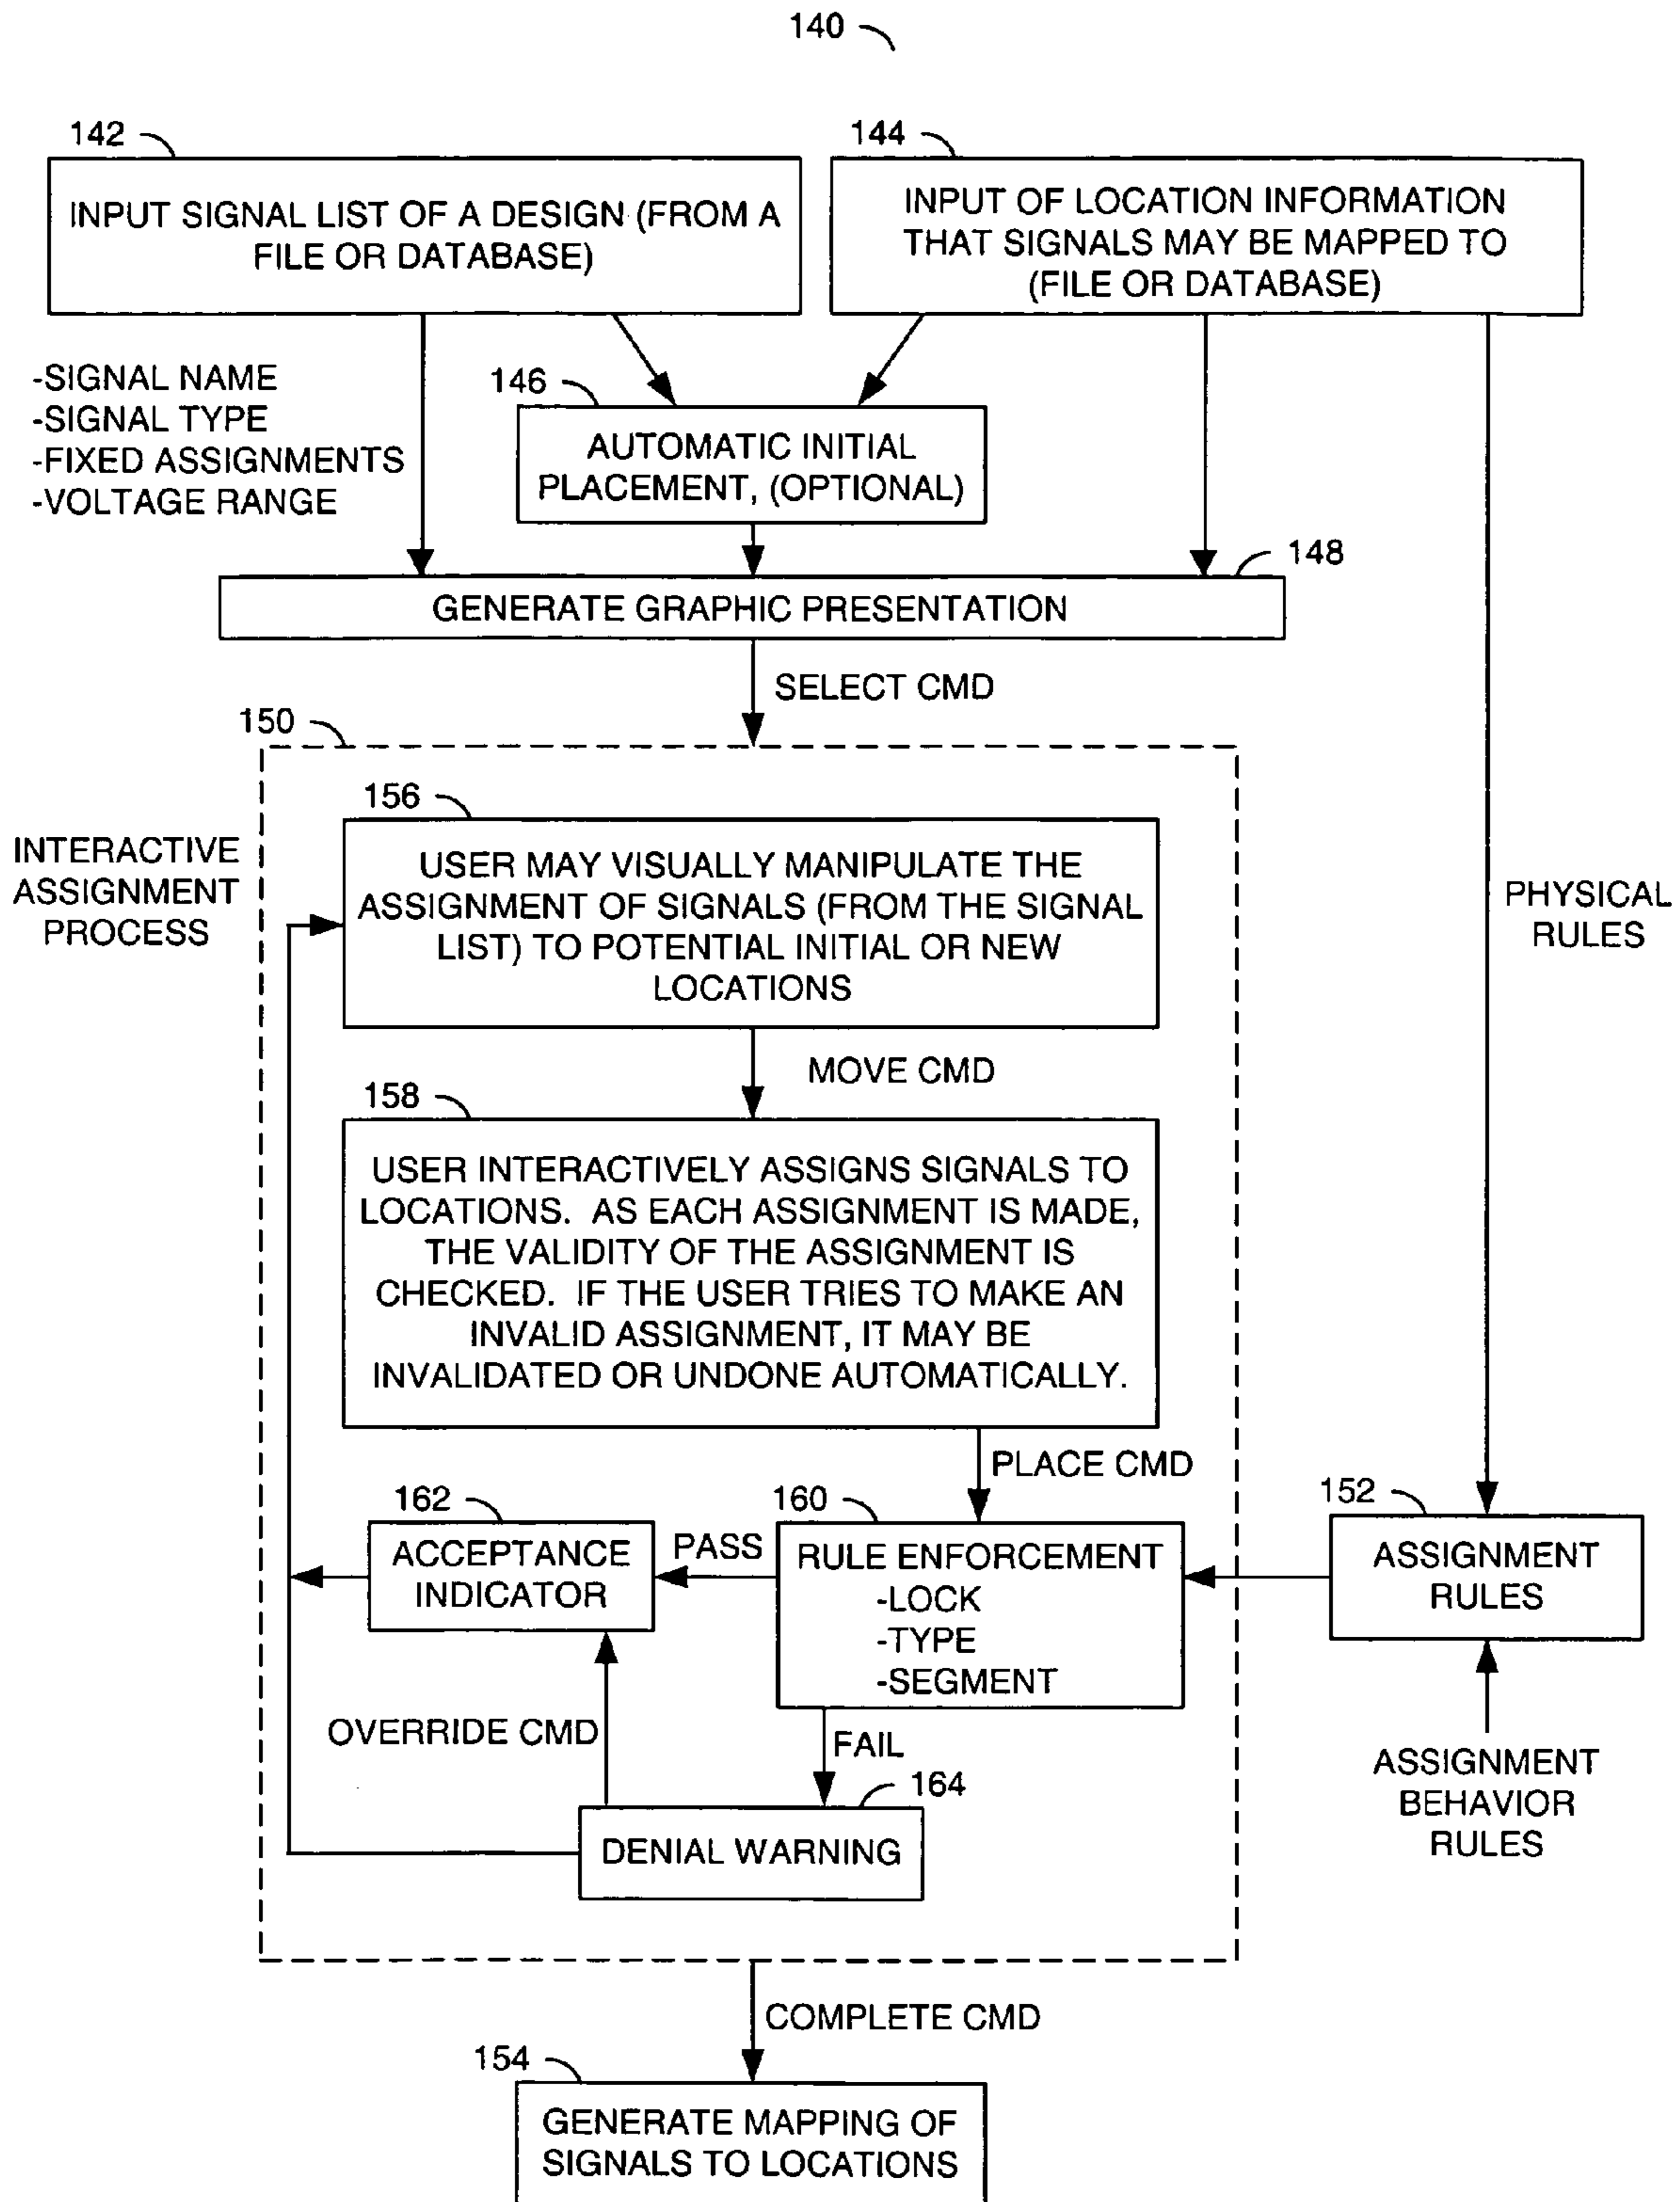 140
142
144
INPUT SIGNAL LIST OF A DESIGN (FROM A
FILE OR DATABASE)
INPUT OF LOCATION INFORMATION
THAT SIGNALS MAY BE MAPPED TO
(FILE OR DATABASE)
-SIGNAL NAME
-SIGNAL TYPE
-FIXED ASSIGNMENTS
-VOLTAGE RANGE
146
AUTOMATIC INITIAL
PLACEMENT, (OPTIONAL)
148
GENERATE GRAPHIC PRESENTATION
SELECT CMD
150
INTERACTIVE
ASSIGNMENT
PROCESS
156
USER MAY VISUALLY MANIPULATE THE
ASSIGNMENT OF SIGNALS (FROM THE SIGNAL
LIST) TO POTENTIAL INITIAL OR NEW
LOCATIONS
PHYSICAL
RULES
MOVE CMD
158
USER INTERACTIVELY ASSIGNS SIGNALS TO
LOCATIONS. AS EACH ASSIGNMENT IS MADE,
THE VALIDITY OF THE ASSIGNMENT IS
CHECKED. IF THE USER TRIES TO MAKE AN
INVALID ASSIGNMENT, IT MAY BE
INVALIDATED OR UNDONE AUTOMATICALLY.
PLACE CMD
162
ACCEPTANCE
INDICATOR
PASS
160
RULE ENFORCEMENT
-LOCK
-TYPE
-SEGMENT
152
ASSIGNMENT
RULES
OVERRIDE CMD
FAIL
164
DENIAL WARNING
ASSIGNMENT
BEHAVIOR
RULES
COMPLETE CMD
154
GENERATE MAPPING OF
SIGNALS TO LOCATIONS